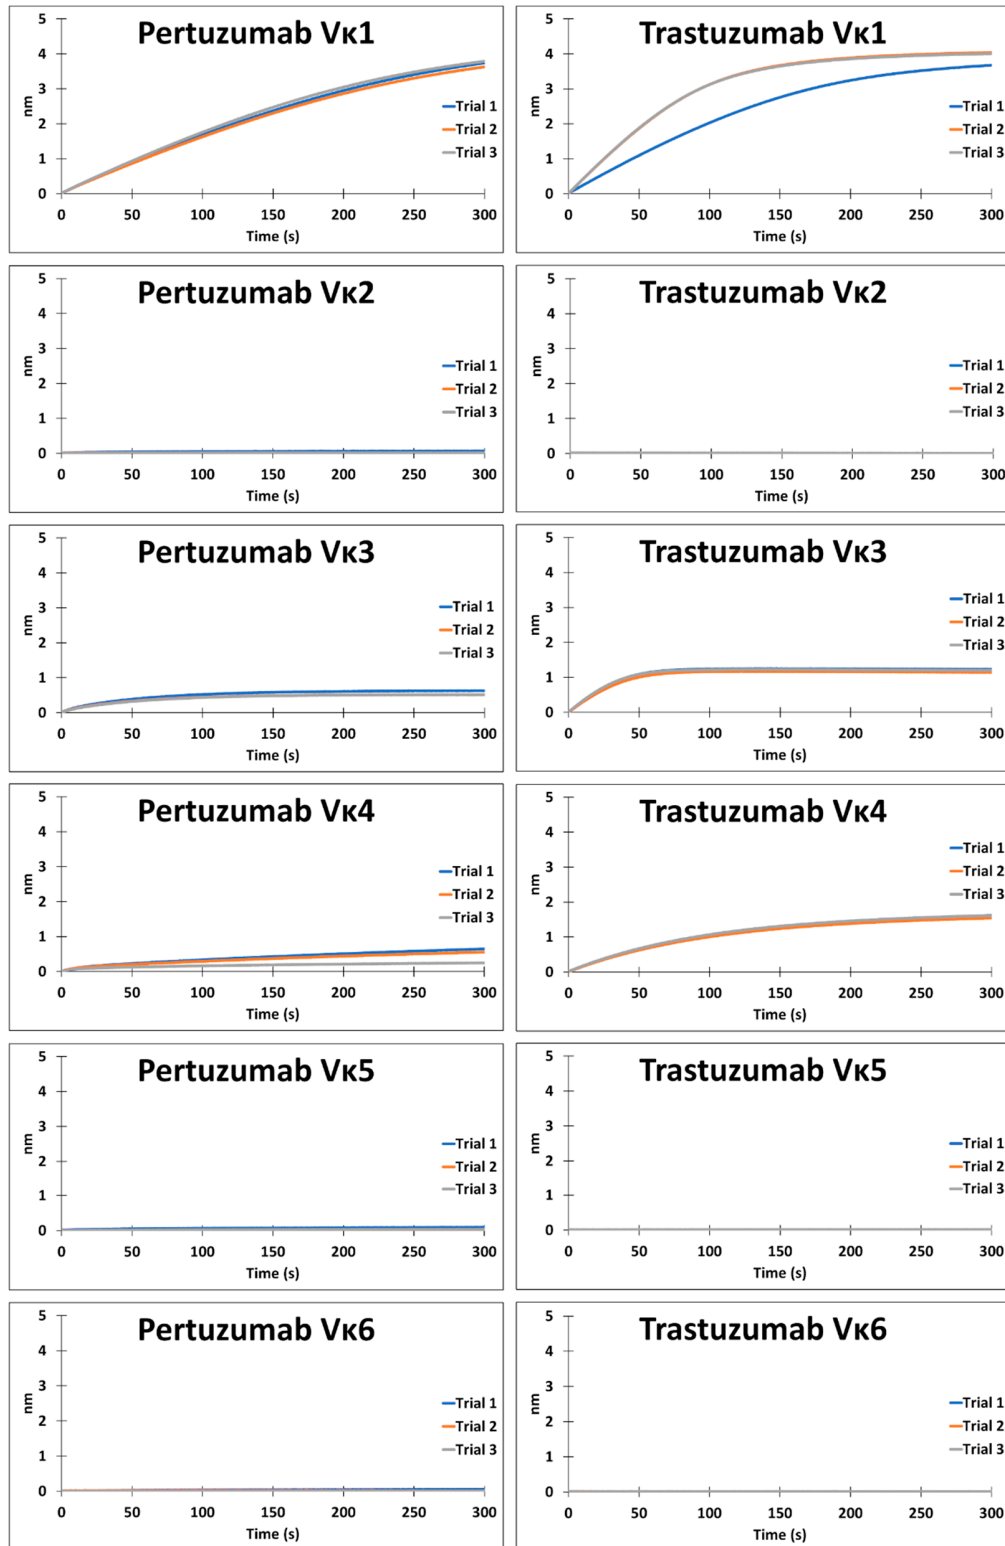 Pertuzumab Vκ1
5
4
3
2
1
0
nm
Trial 1
Trial 2
Trial 3
0 50 100 150 200 250 300
Time (s)
Trastuzumab Vκ1
5
4
3
2
1
0
nm
Trial 1
Trial 2
Trial 3
0 50 100 150 200 250 300
Time (s)
Pertuzumab Vκ2
5
4
3
2
1
0
nm
Trial 1
Trial 2
Trial 3
0 50 100 150 200 250 300
Time (s)
Trastuzumab Vκ2
5
4
3
2
1
0
nm
Trial 1
Trial 2
Trial 3
0 50 100 150 200 250 300
Time (s)
Pertuzumab Vκ3
5
4
3
2
1
0
nm
Trial 1
Trial 2
Trial 3
0 50 100 150 200 250 300
Time (s)
Trastuzumab Vκ3
5
4
3
2
1
0
nm
Trial 1
Trial 2
Trial 3
0 50 100 150 200 250 300
Time (s)
Pertuzumab Vκ4
5
4
3
2
1
0
nm
Trial 1
Trial 2
Trial 3
0 50 100 150 200 250 300
Time (s)
Trastuzumab Vκ4
5
4
3
2
1
0
nm
Trial 1
Trial 2
Trial 3
0 50 100 150 200 250 300
Time (s)
Pertuzumab Vκ5
5
4
3
2
1
0
nm
Trial 1
Trial 2
Trial 3
0 50 100 150 200 250 300
Time (s)
Trastuzumab Vκ5
5
4
3
2
1
0
nm
Trial 1
Trial 2
Trial 3
0 50 100 150 200 250 300
Time (s)
Pertuzumab Vκ6
5
4
3
2
1
0
nm
Trial 1
Trial 2
Trial 3
0 50 100 150 200 250 300
Time (s)
Trastuzumab Vκ6
5
4
3
2
1
0
nm
Trial 1
Trial 2
Trial 3
0 50 100 150 200 250 300
Time (s)